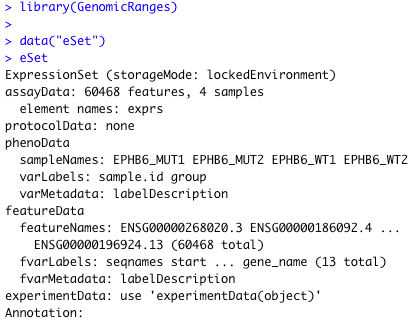 > library(GenomicRanges)
>
> data("eSet")
> eSet
ExpressionSet (storageMode: lockedEnvironment)
assayData: 60468 features, 4 samples
  element names: exprs
protocolData: none
phenoData
  sampleNames: EPHB6_MUT1 EPHB6_MUT2 EPHB6_WT1 EPHB6_WT2
  varLabels: sample.id group
  varMetadata: labelDescription
featureData
  featureNames: ENSG00000268020.3 ENSG00000186092.4 ...
    ENSG00000196924.13 (60468 total)
  fvarLabels: seqnames start ... gene_name (13 total)
  fvarMetadata: labelDescription
experimentData: use 'experimentData(object)'
Annotation: